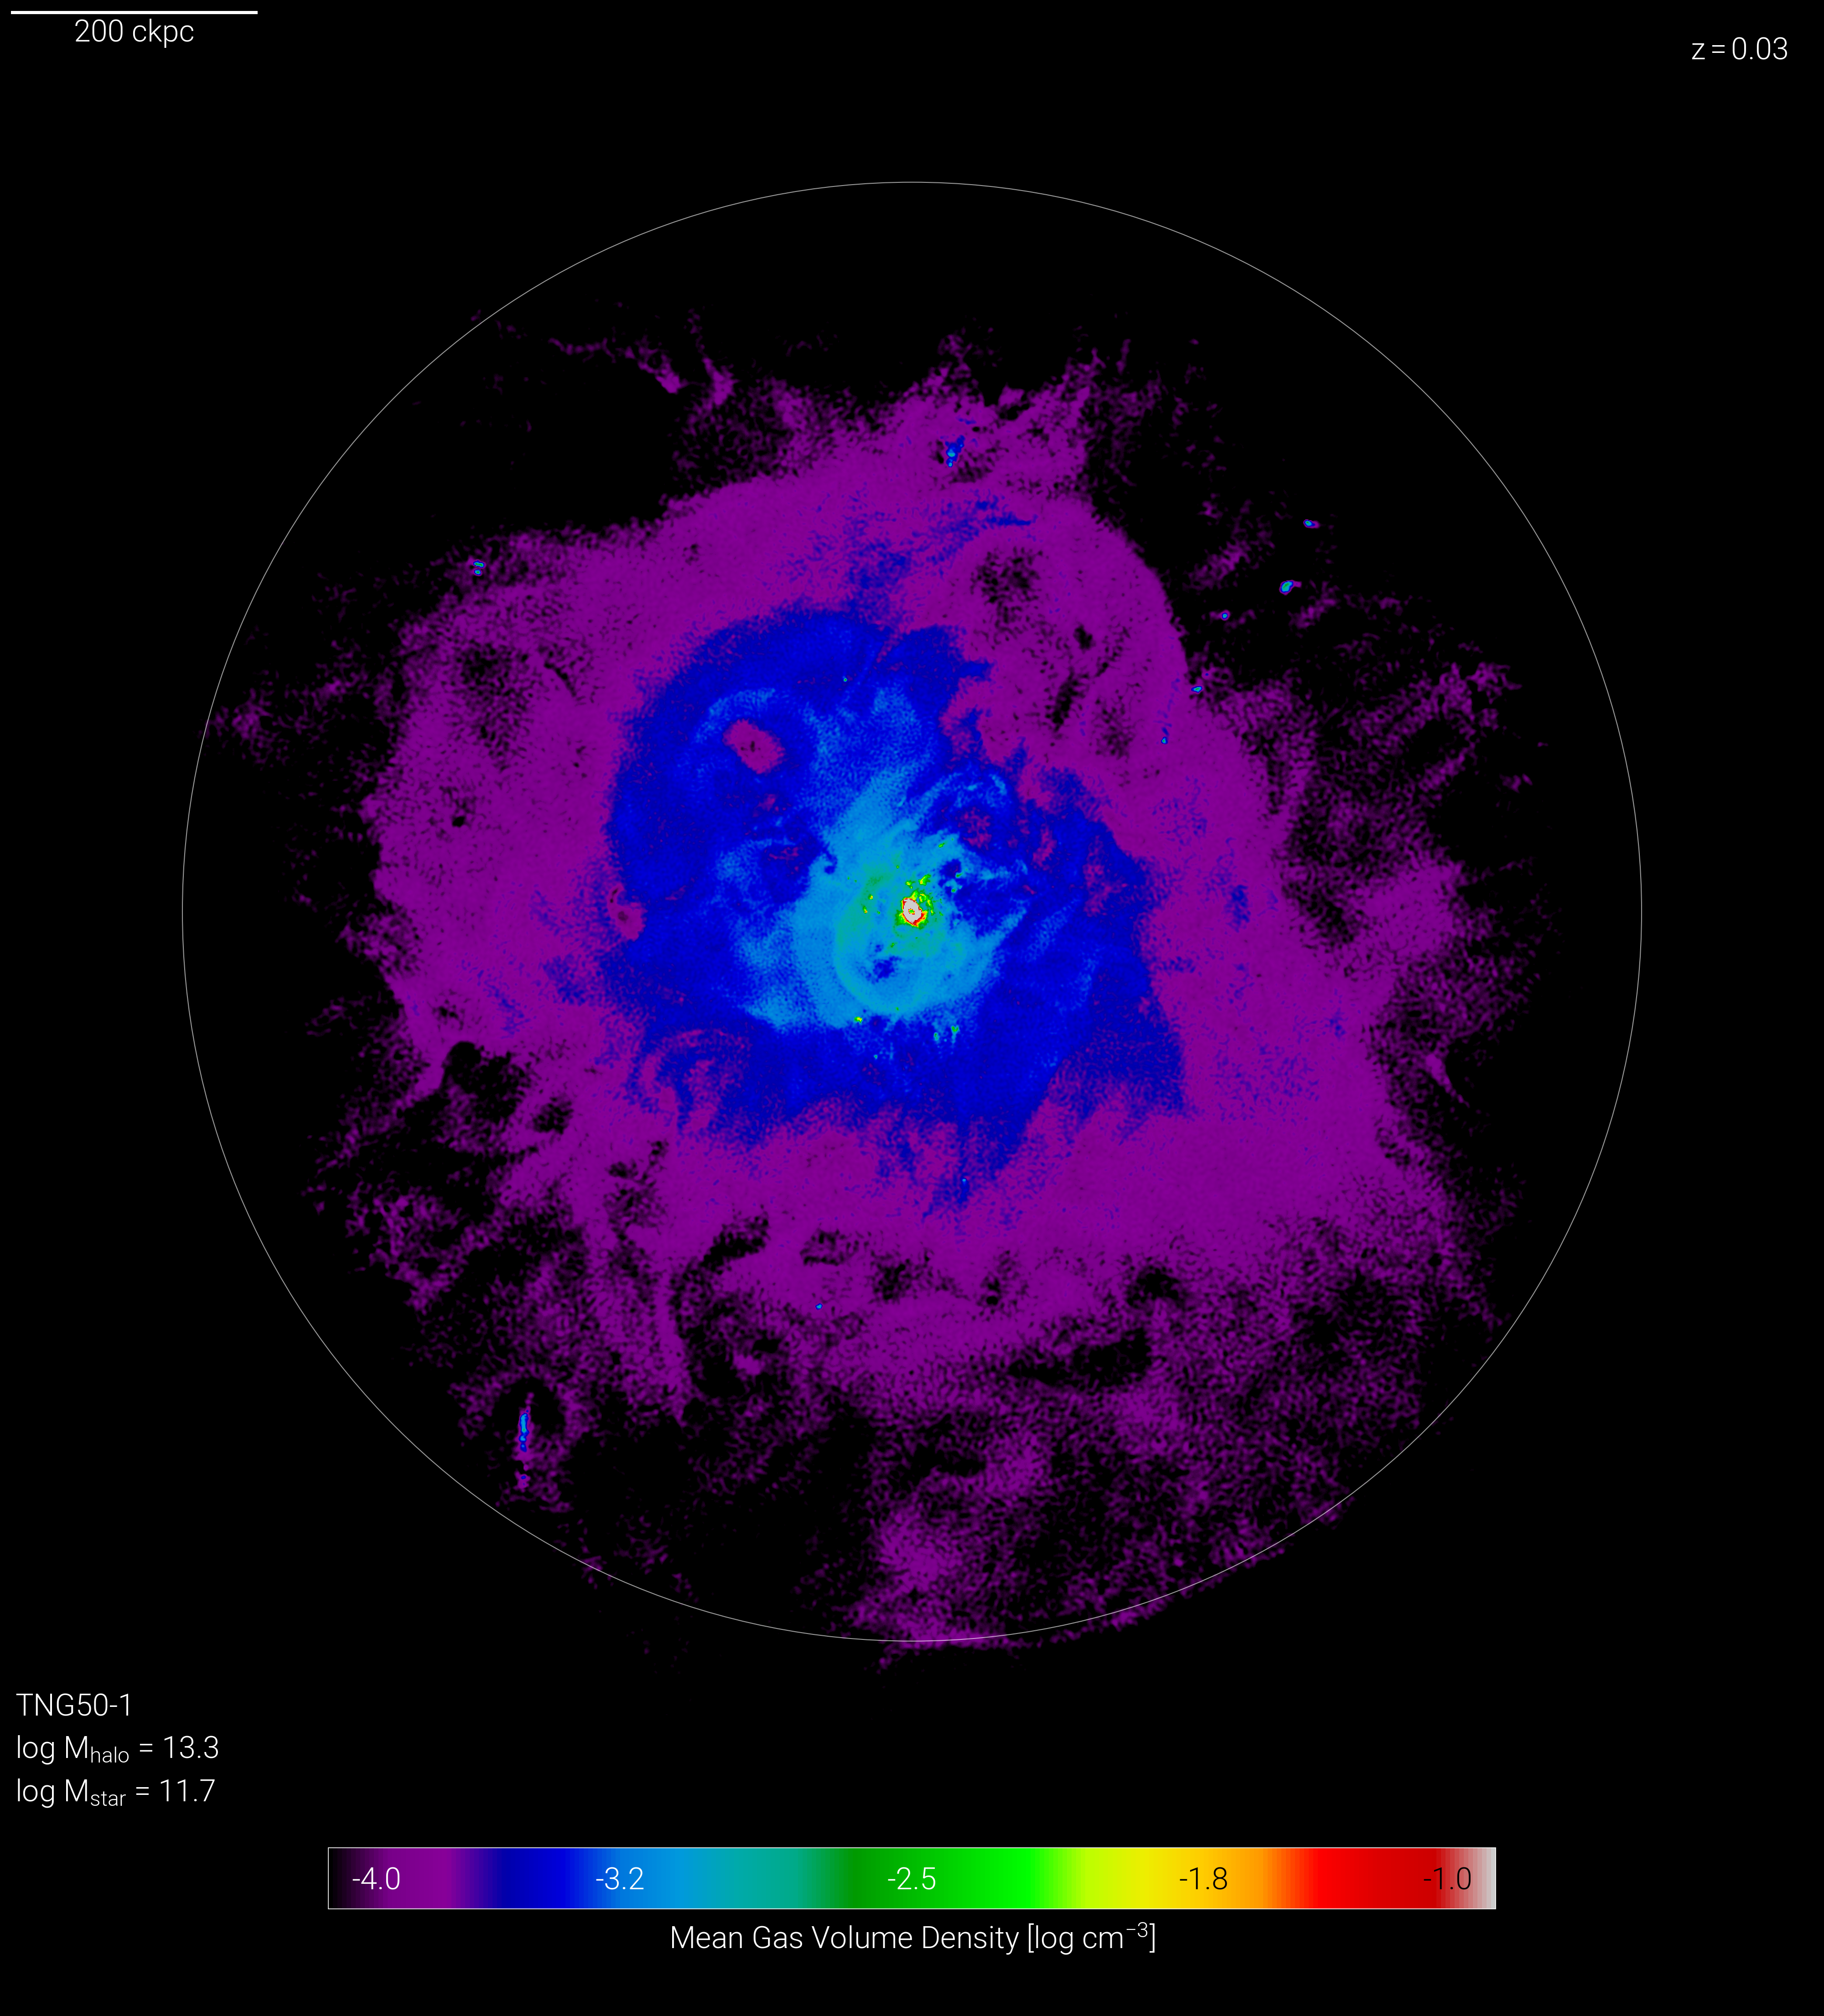 200 ckpc
z = 0.03
TNG50-1
log M_halo = 13.3
log M_star = 11.7
-4.0 -3.2 -2.5 -1.8 -1.0
Mean Gas Volume Density [log cm⁻³]